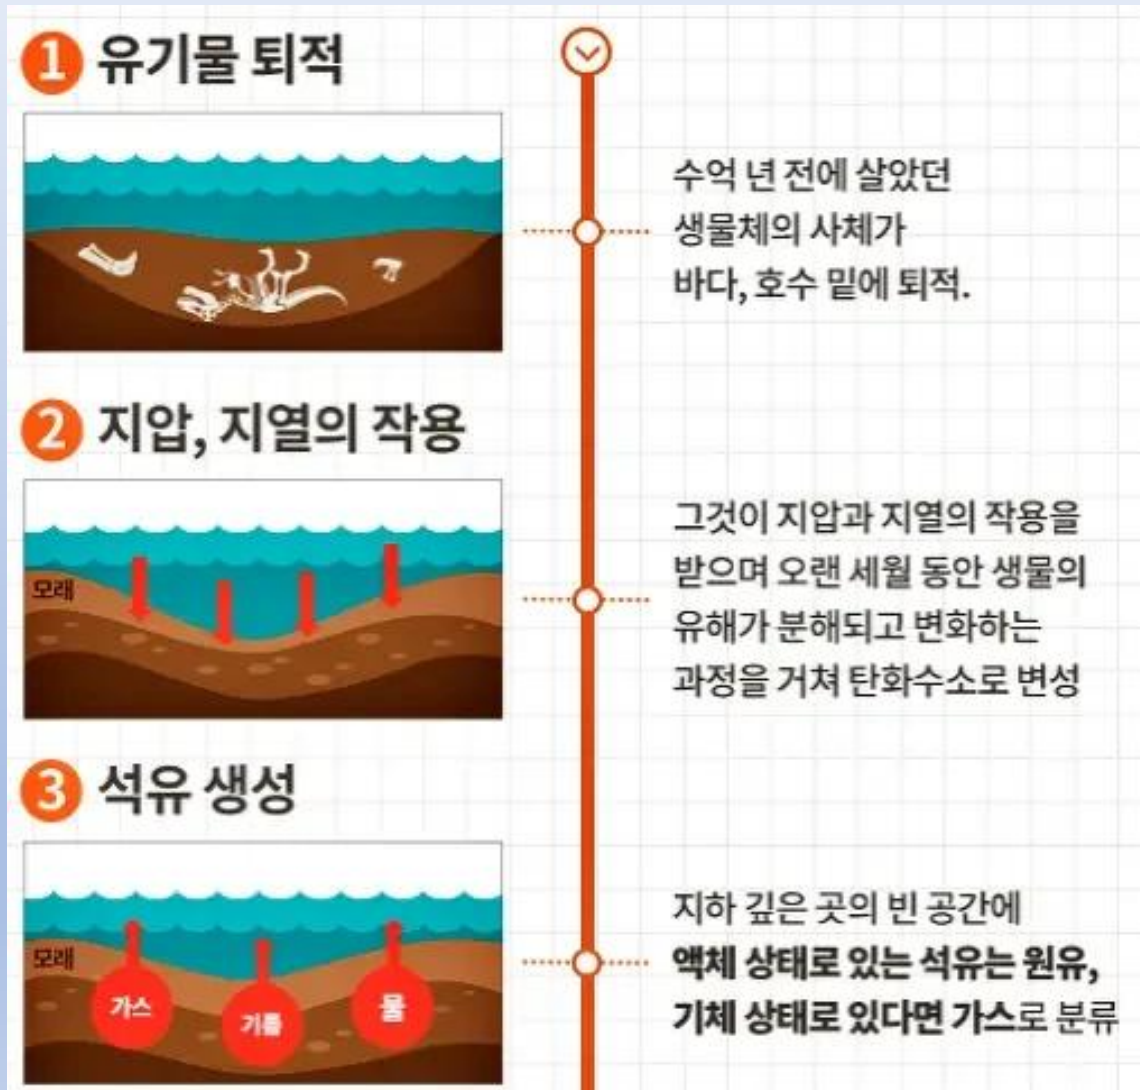 1 유기물 퇴적
수억 년 전에 살았던
생물체의 사체가
바다, 호수 밑에 퇴적.
2 지압, 지열의 작용
모래
그것이 지압과 지열의 작용을
받으며 오랜 세월 동안 생물의
유해가 분해되고 변화하는
과정을 거쳐 탄화수소로 변성
3 석유 생성
모래
가스
기름
물
지하 깊은 곳의 빈 공간에
액체 상태로 있는 석유는 원유,
기체 상태로 있다면 가스로 분류